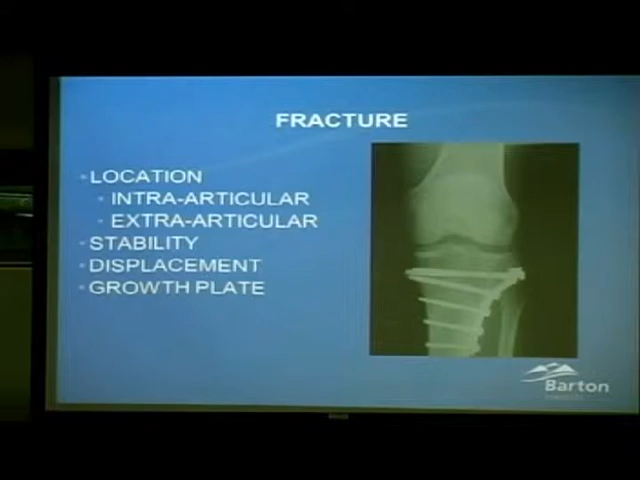 FRACTURE
LOCATION
INTRA-ARTICULAR
EXTRA-ARTICULAR
STABILITY
DISPLACEMENT
GROWTH PLATE
Barton